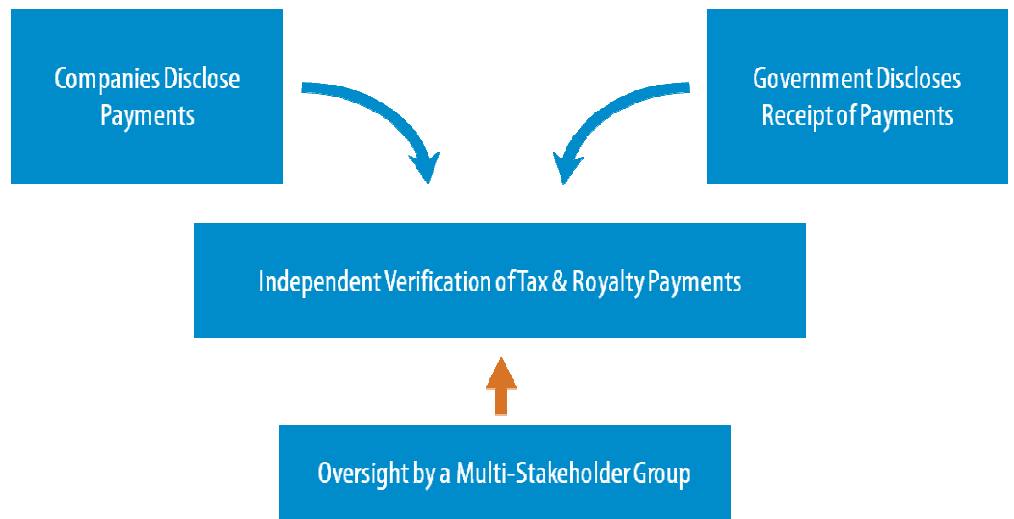 Companies Disclose
Payments
Government Discloses
Receipt of Payments
Independent Verification of Tax & Royalty Payments
Oversight by a Multi-Stakeholder Group